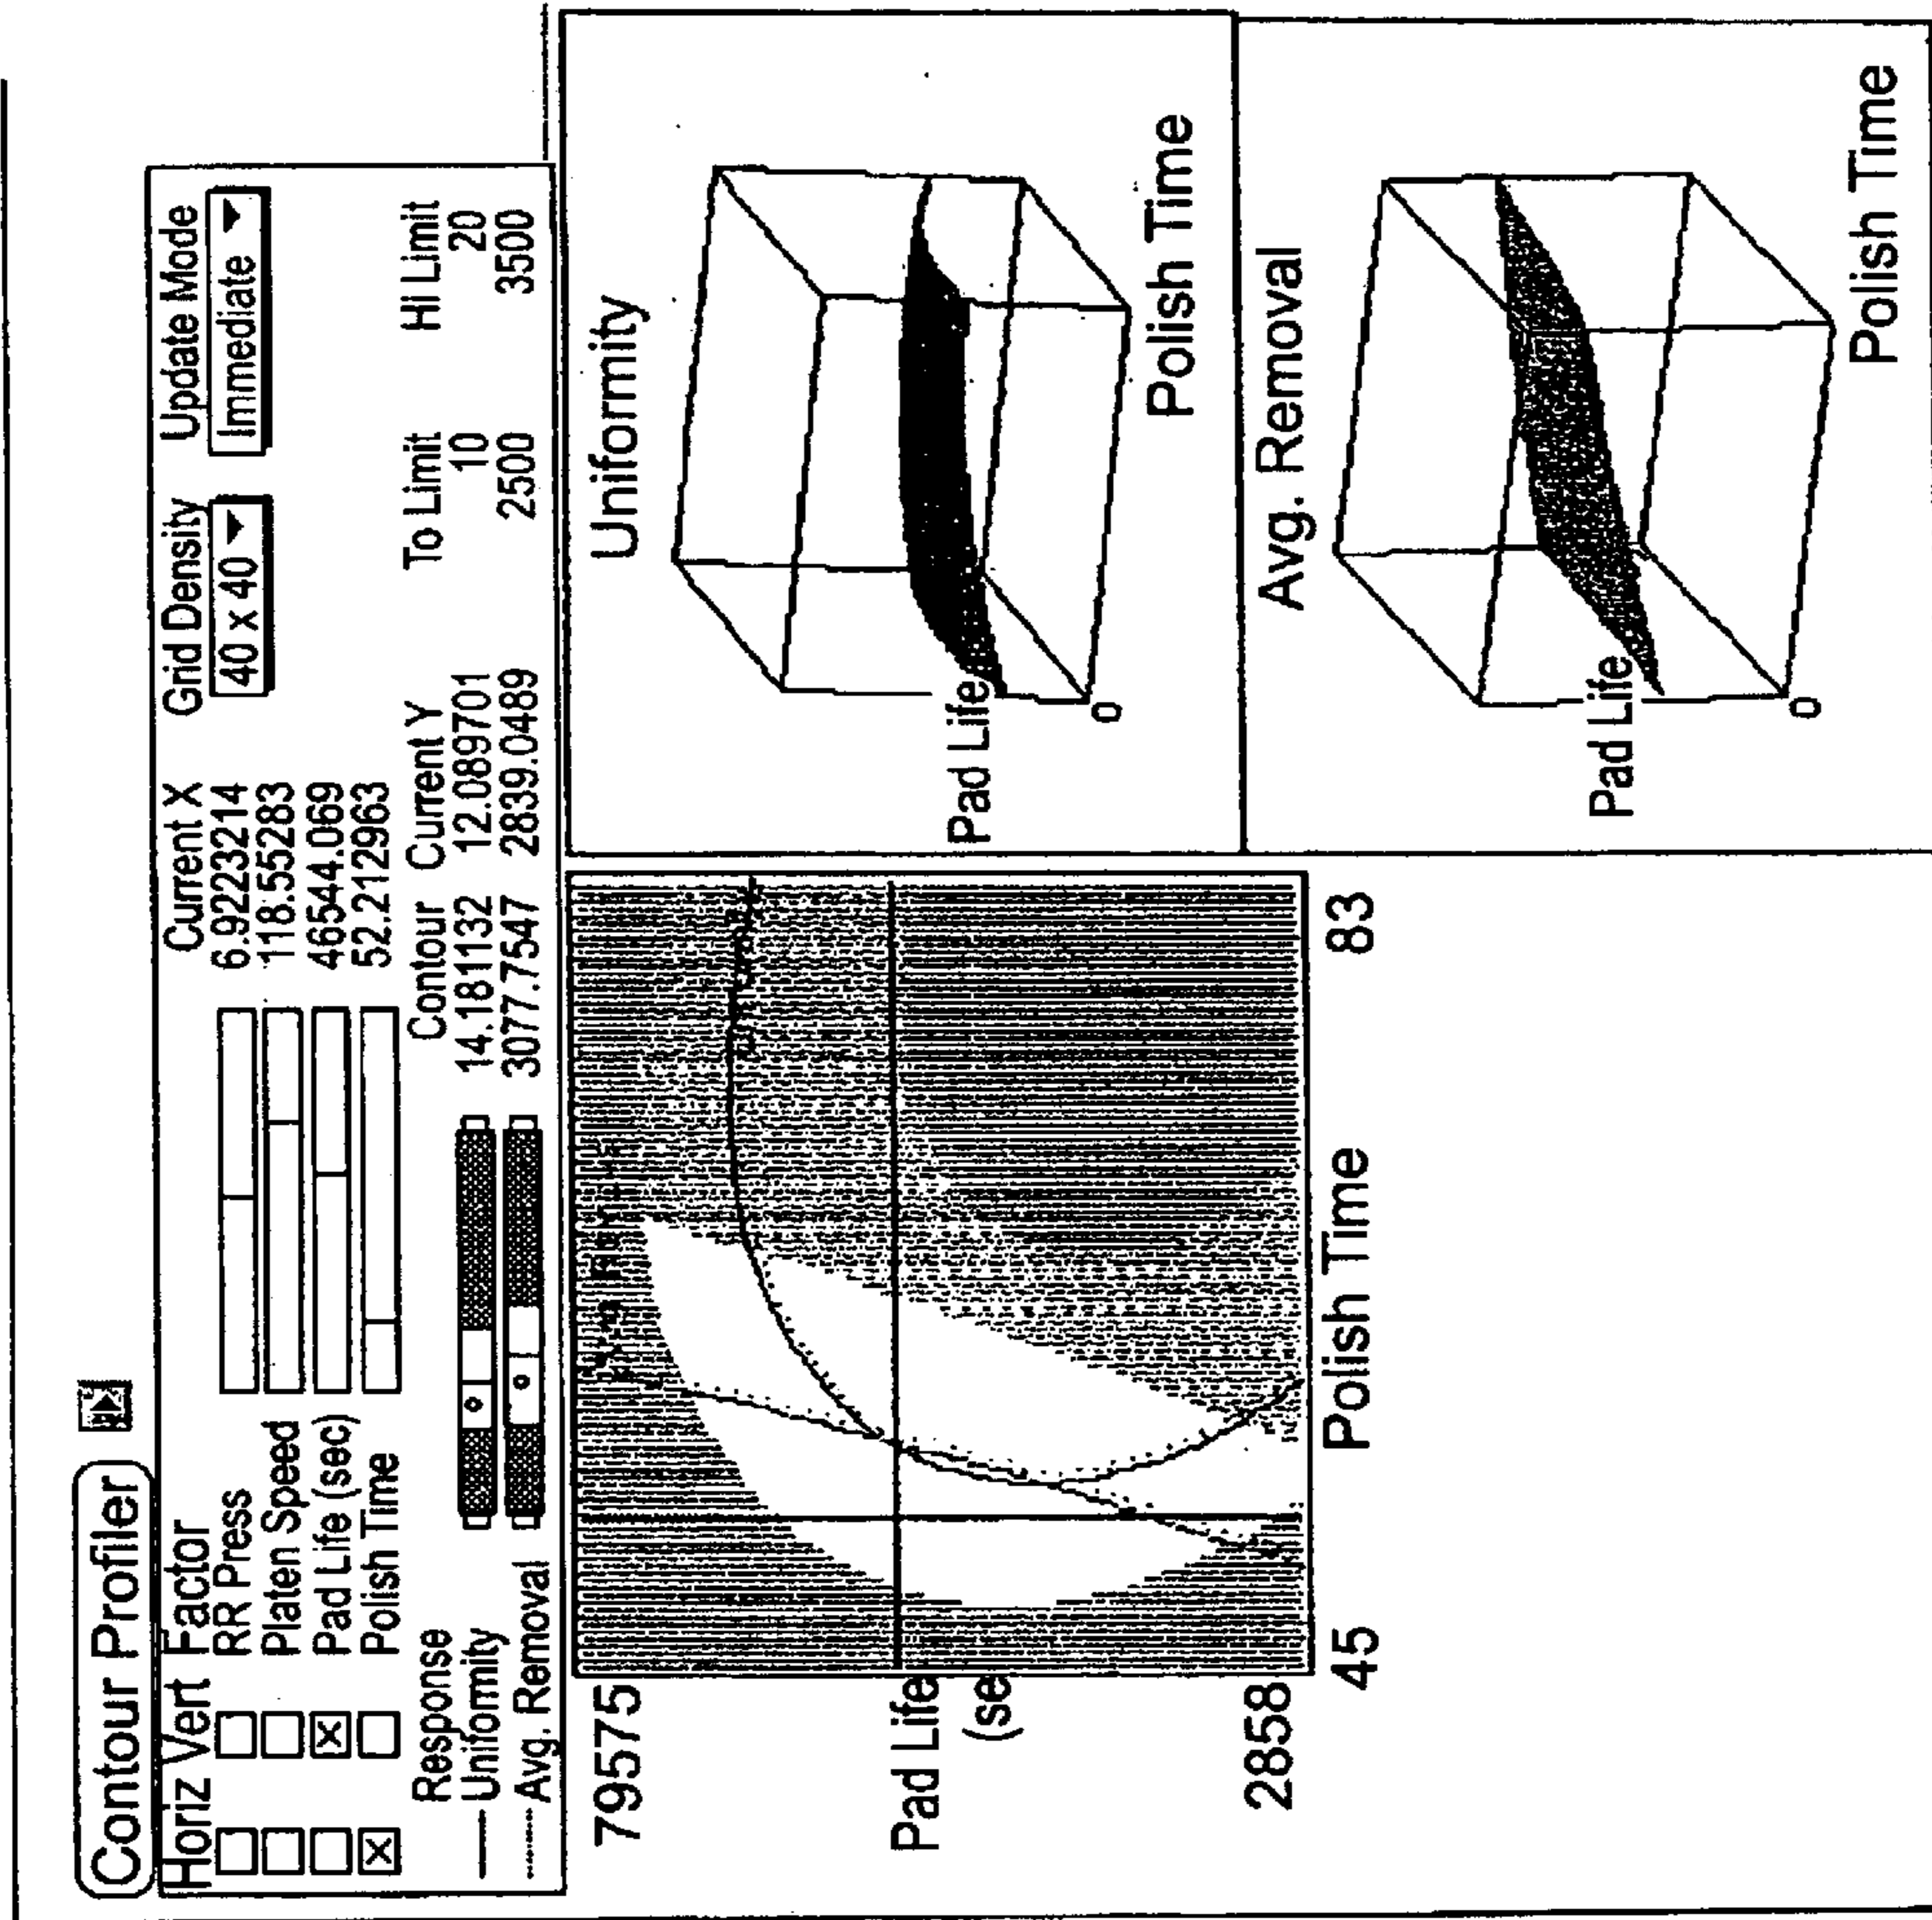 Contour Profiler
Horiz Vert Factor Current X Grid Density Update Mode
RR Press 6.9223214 40 x 40 Immediate
Platen Speed 118.55283
Pad Life (sec) 46544.069
Polish Time 52.212963
Response Contour Current Y To Limit Hi Limit
Uniformity 14.181132 12.089701 10 20
Avg. Removal 3077.7547 2839.0489 2500 3500
79575
Pad Life
(se
2858
45 Polish Time 83
Uniformity
Pad Life
0
Polish Time
Avg. Removal
Pad Life
0
Polish Time